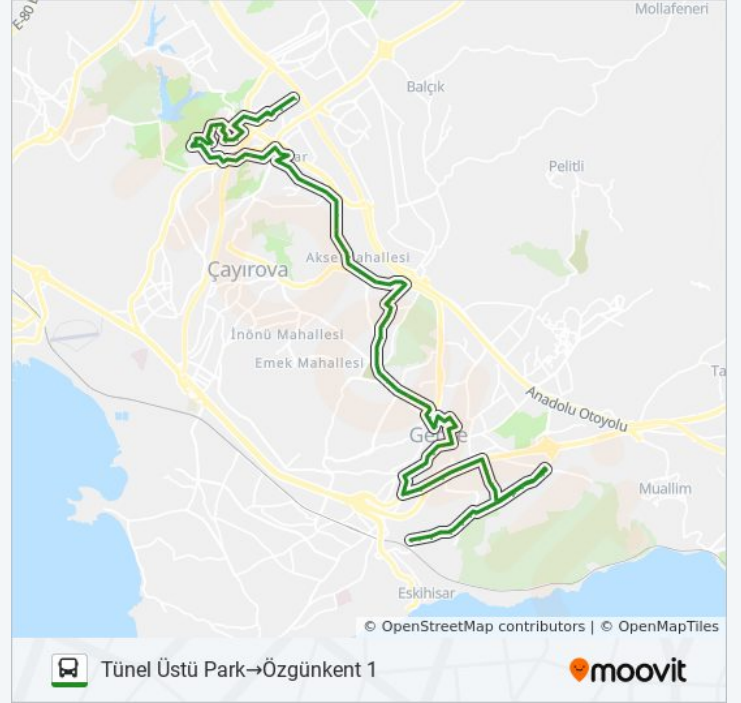 E-80
Mollafeneri
Balçık
Pelitli
Akse Mahallesi
Çayırova
İnönü Mahallesi
Emek Mahallesi
Anadolu Otoyolu
Muallim
Eskihisar
© OpenStreetMap contributors | © OpenMapTiles
Tünel Üstü Park→Özgünkent 1
moovit